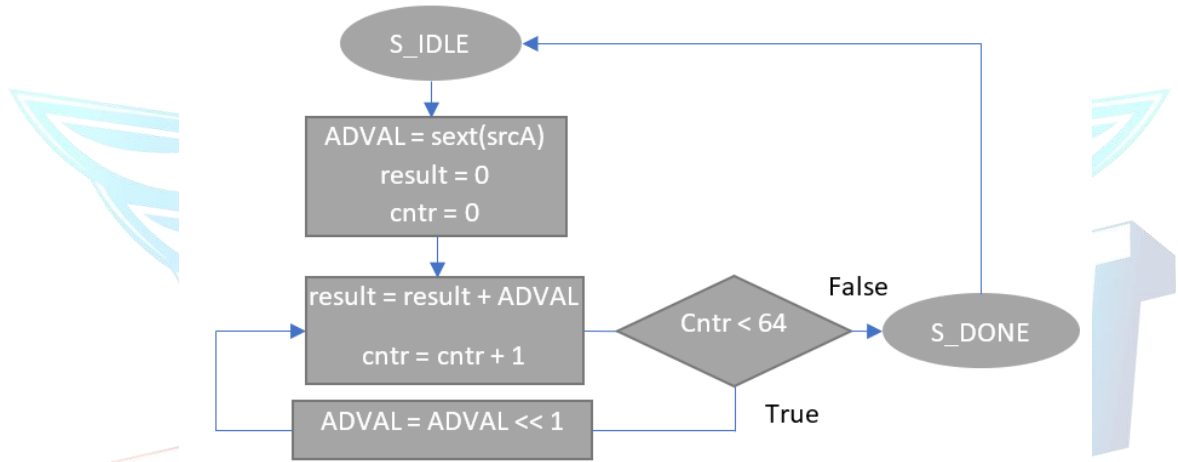 S_IDLE
ADVAL = sext(srcA)
result = 0
cntr = 0
result = result + ADVAL
cntr = cntr + 1
Cntr < 64
False
S_DONE
True
ADVAL = ADVAL << 1